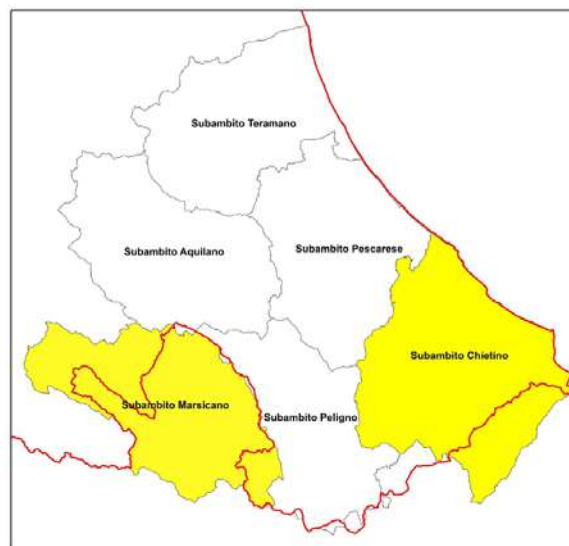 Subambito Teramano
Subambito Aquilano
Subambito Pescarese
Subambito Chietino
Subambito Marsicano
Subambito Peligno